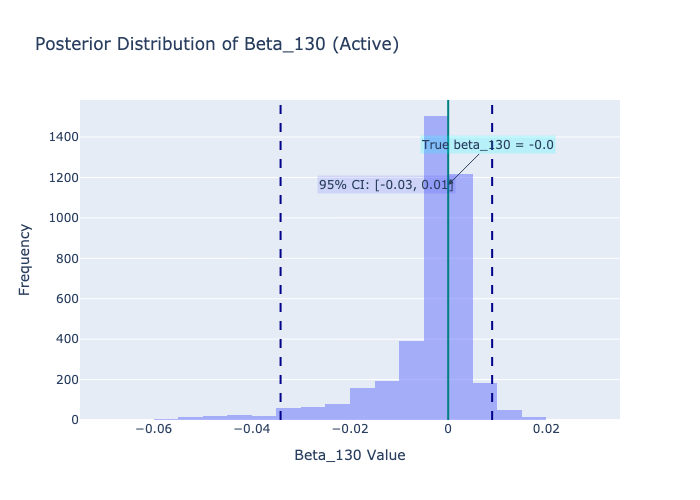 Posterior Distribution of Beta_130 (Active)
True beta_130 = -0.0
95% CI: [-0.03, 0.01]
Frequency
1400
1200
1000
800
600
400
200
0
−0.06
−0.04
−0.02
0
0.02
Beta_130 Value